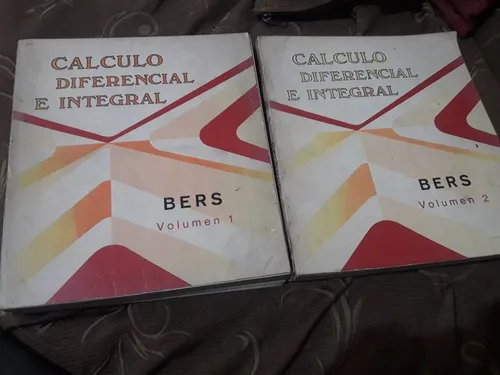 CALCULO
DIFERENCIAL
E INTEGRAL
BERS
Volumen 1
CALCULO
DIFERENCIAL
E INTEGRAL
BERS
Volumen 2